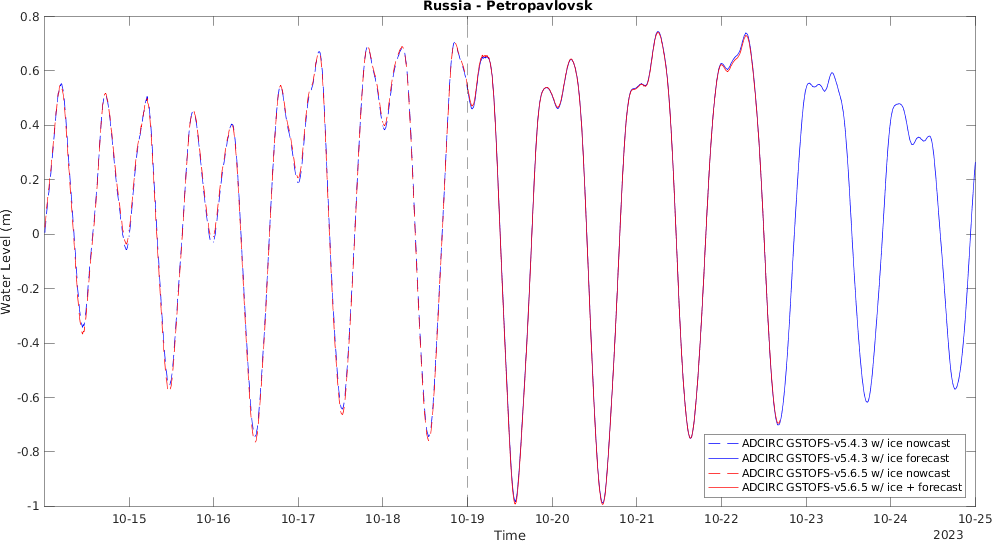 Russia - Petropavlovsk
Water Level (m)
0.8
0.6
0.4
0.2
0
-0.2
-0.4
-0.6
-0.8
-1
ADCIRC GSTOFS-v5.4.3 w/ ice nowcast
ADCIRC GSTOFS-v5.4.3 w/ ice forecast
ADCIRC GSTOFS-v5.6.5 w/ ice nowcast
ADCIRC GSTOFS-v5.6.5 w/ ice + forecast
10-15 10-16 10-17 10-18 10-19 10-20 10-21 10-22 10-23 10-24 10-25
Time
2023